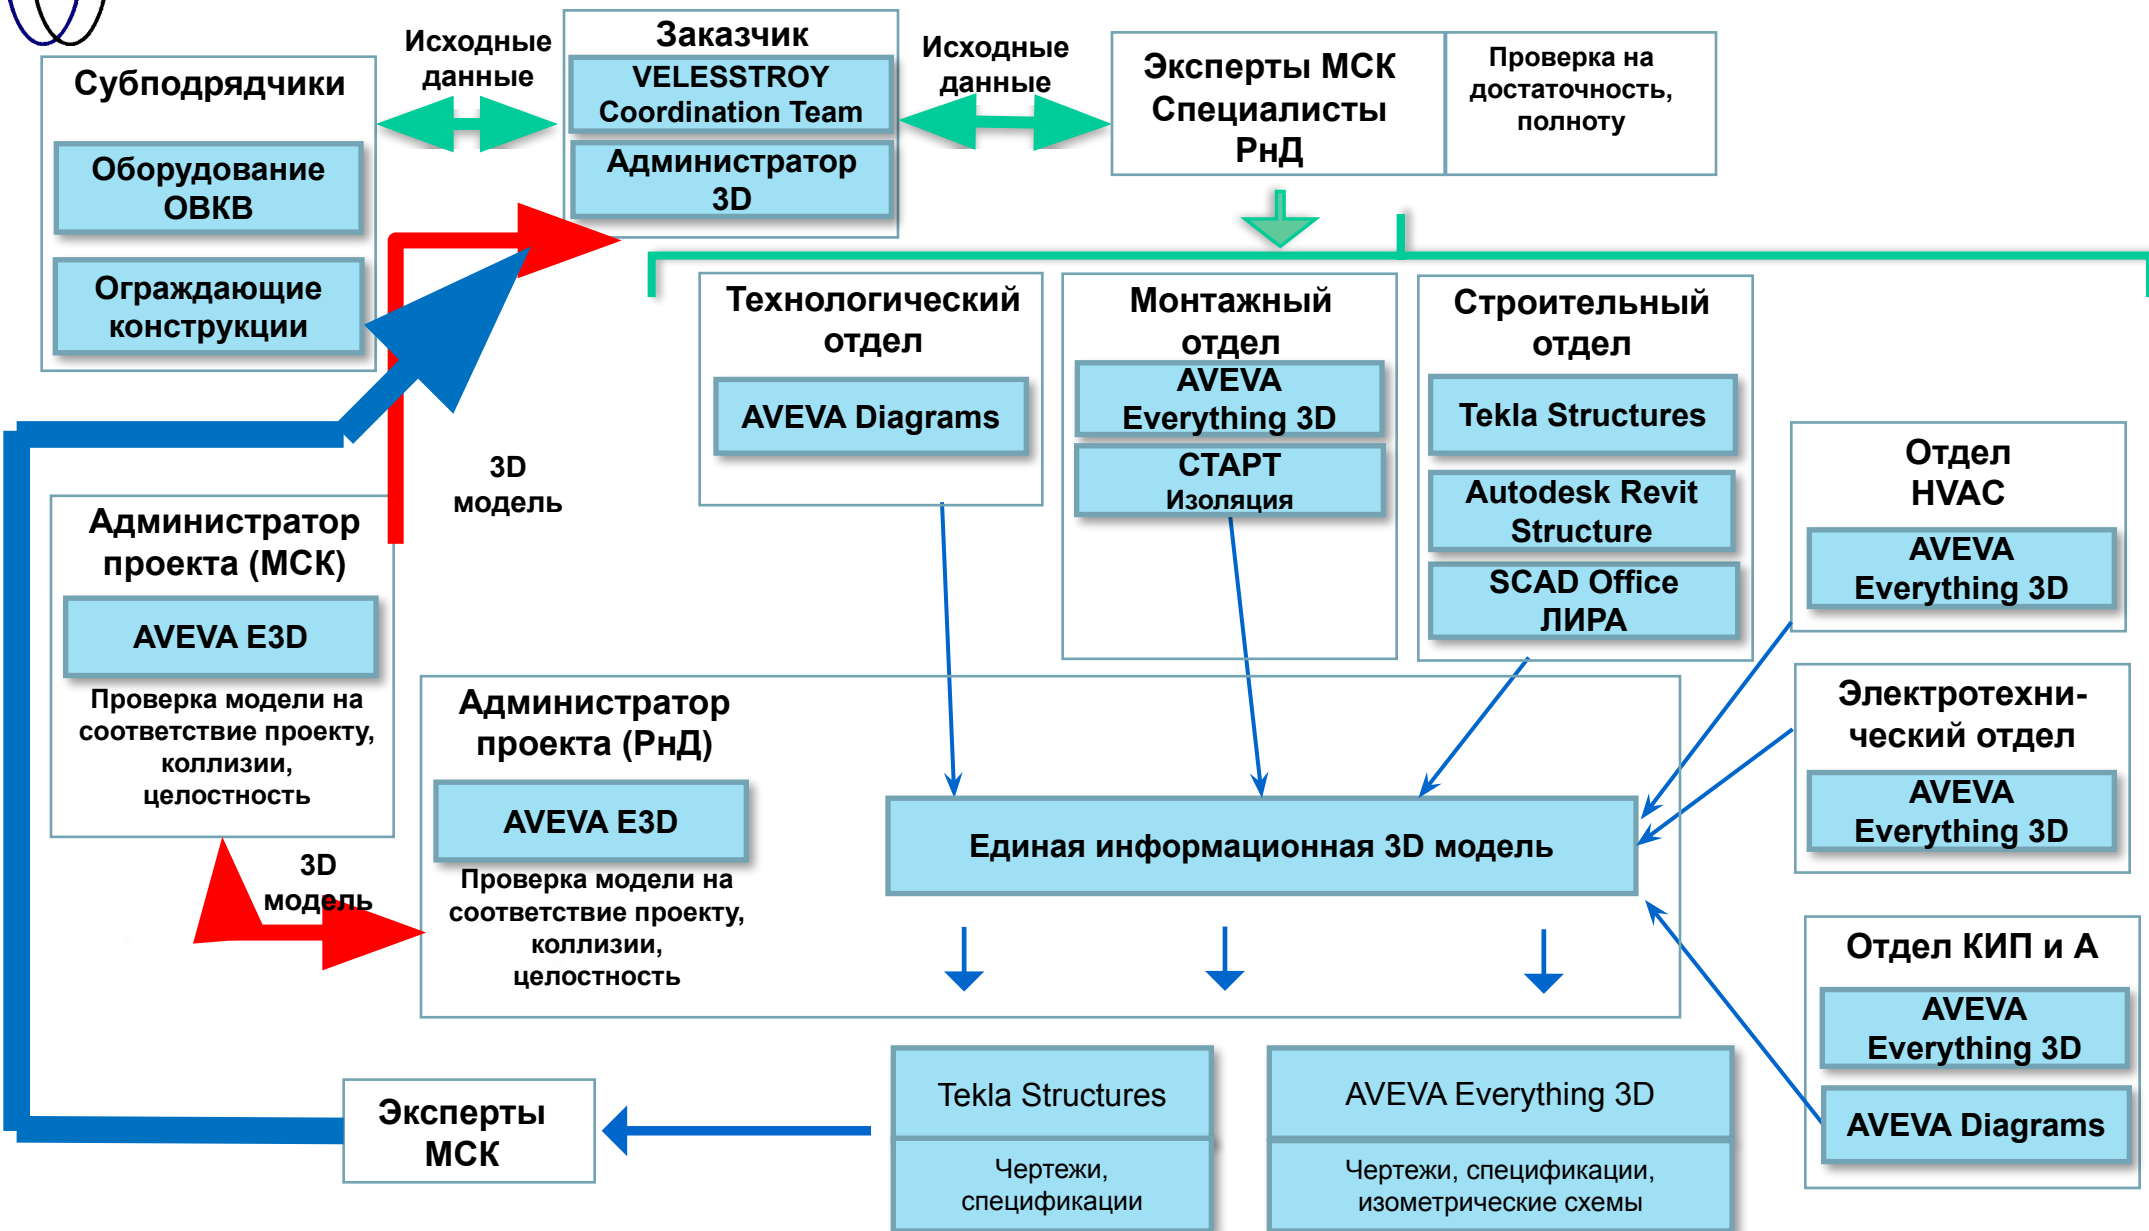 Субподрядчики
Оборудование
ОВКВ
Ограждающие
конструкции
Исходные
данные
Заказчик
VELESSTROY
Coordination Team
Администратор
3D
Исходные
данные
Эксперты МСК
Специалисты
РнД
Проверка на
достаточность,
полноту
Технологический
отдел
AVEVA Diagrams
Монтажный
отдел
AVEVA
Everything 3D
СТАРТ
Изоляция
Строительный
отдел
Tekla Structures
Autodesk Revit
Structure
SCAD Office
ЛИРА
Отдел
HVAC
AVEVA
Everything 3D
Электротехни-
ческий отдел
AVEVA
Everything 3D
Отдел КИП и А
AVEVA
Everything 3D
AVEVA Diagrams
3D
модель
Администратор
проекта (МСК)
AVEVA E3D
Проверка модели на
соответствие проекту,
коллизии,
целостность
3D
модель
Администратор
проекта (РнД)
AVEVA E3D
Проверка модели на
соответствие проекту,
коллизии,
целостность
Единая информационная 3D модель
Эксперты
МСК
Tekla Structures
Чертежи,
спецификации
AVEVA Everything 3D
Чертежи, спецификации,
изометрические схемы